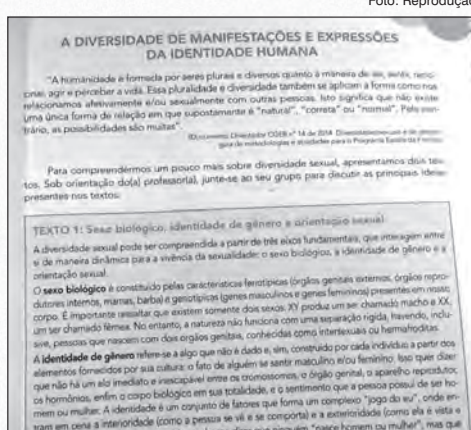 Foto: Reprodução
A DIVERSIDADE DE MANIFESTAÇÕES E EXPRESSÕES
DA IDENTIDADE HUMANA
"A humanidade é formada por seres plurais e diversos quanto à maneira de ser, sentir,
agir e perceber a vida. Essa pluralidade e diversidade também se aplicam a forma como nos
relacionamos afetivamente e/ou sexualmente com outras pessoas. Isto significa que não existe
uma única forma de relação em que supostamente é "natural", "correta" ou "normal". Pelo con-
trário, as possibilidades são muitas".
Para compreendermos um pouco mais sobre diversidade sexual, apresentamos dois tex-
tos. Sob orientação do(a) professor(a), junte-se ao seu grupo para discutir as principais ideias
presentes nos textos.
TEXTO 1: Sexo biológico, identidade de gênero e orientação sexual
A diversidade sexual pode ser compreendida a partir de três eixos fundamentais, que interagem entre
si de maneira dinâmica para a vivência da sexualidade: o sexo biológico, a identidade de gênero e a
orientação sexual.
O sexo biológico é constituído pelas características fenotípicas (órgãos genitais externos, órgãos repro-
dutores internos, mamas, barba) e genotípicas (genes masculinos e genes femininos) presentes em nosso
corpo. É importante ressaltar que existem somente dois sexos. XY produz um ser chamado macho e XX,
um ser chamado fêmea. No entanto, a natureza não funciona com uma separação rígida, havendo, inclu-
sive, pessoas que nascem com dois órgãos genitais, conhecidas como intersexuais ou hermafroditas.
A identidade de gênero refere-se a algo que não é dado e, sim, construído por cada indivíduo a partir dos
elementos fornecidos por sua cultura: o fato de alguém se sentir masculino e/ou feminino. Isso quer dizer
que não há um elo imediato e inescapável entre os cromossomos, o órgão genital, o aparelho reprodutor,
os hormônios, enfim o corpo biológico em sua totalidade, e o sentimento que a pessoa possui de ser ho-
mem ou mulher. A identidade é um conjunto de fatores que forma um complexo "jogo do eu", onde en-
tram em cena a interioridade (como a pessoa se vê e se comporta) e a exterioridade (como ela é vista e
ninguém "nasce homem ou mulher", mas que